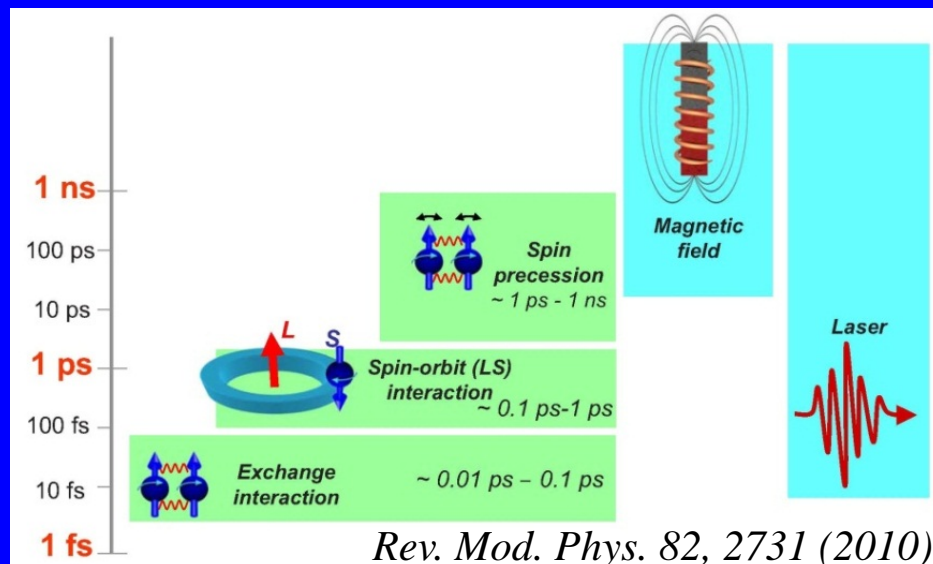 1 ns
100 ps
10 ps
1 ps
100 fs
10 fs
1 fs
Magnetic
field
Spin
precession
~ 1 ps - 1 ns
Laser
L
S
Spin-orbit (LS)
interaction
~ 0.1 ps-1 ps
Exchange
interaction
~ 0.01 ps – 0.1 ps
Rev. Mod. Phys. 82, 2731 (2010)